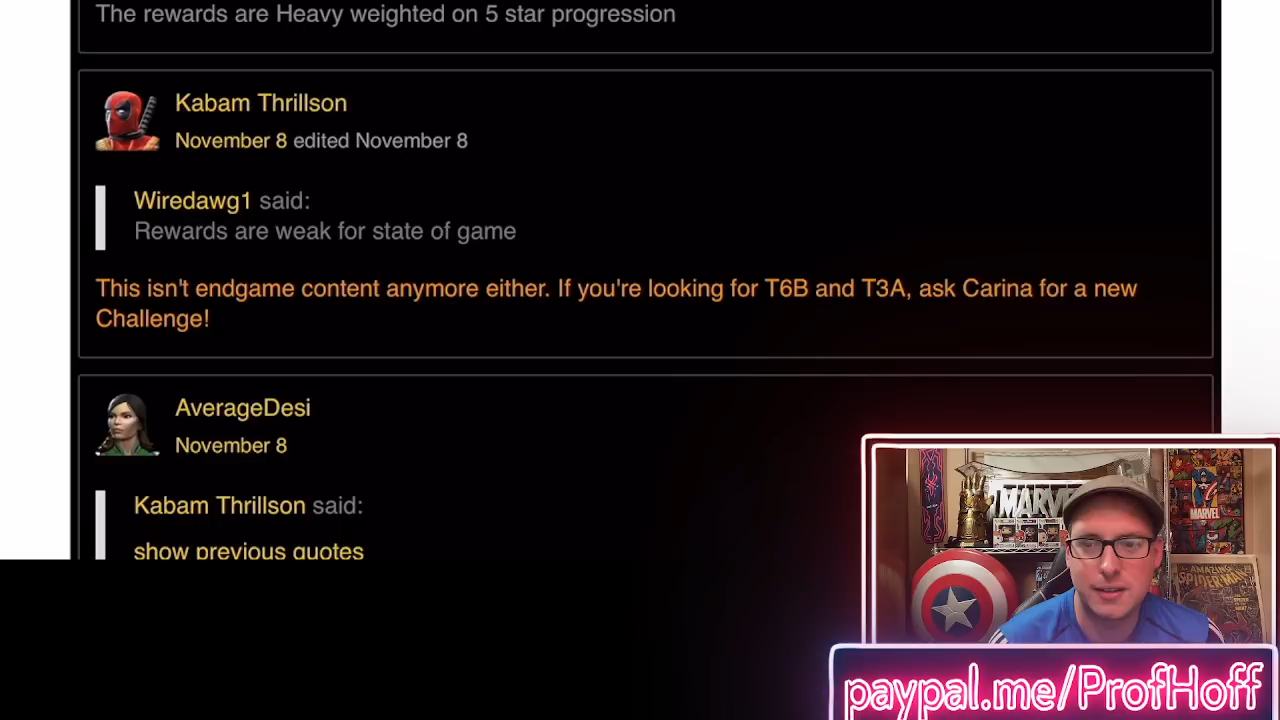 The rewards are Heavy weighted on 5 star progression
Kabam Thrillson
November 8 edited November 8
Wiredawg1 said:
Rewards are weak for state of game
This isn't endgame content anymore either. If you're looking for T6B and T3A, ask Carina for a new
Challenge!
AverageDesi
November 8
Kabam Thrillson said:
show previous quotes
MARVEL
MARVEL
AMAZING
SPIDER-MAN
paypal.me/ProfHoff